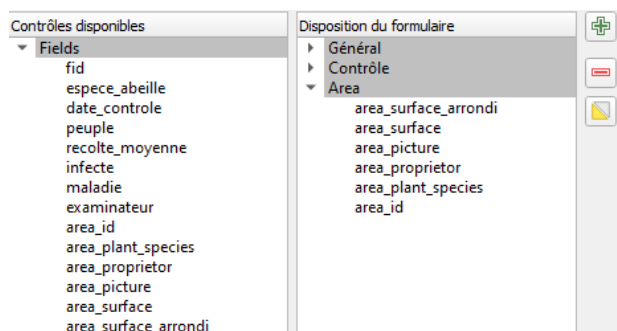 Contrôles disponibles
Fields
fid
espece_abeille
date_controle
peuple
recolte_moyenne
infecte
maladie
examinateur
area_id
area_plant_species
area_proprietor
area_picture
area_surface
area_surface_arrondi
Disposition du formulaire
Général
Contrôle
Area
area_surface_arrondi
area_surface
area_picture
area_proprietor
area_plant_species
area_id